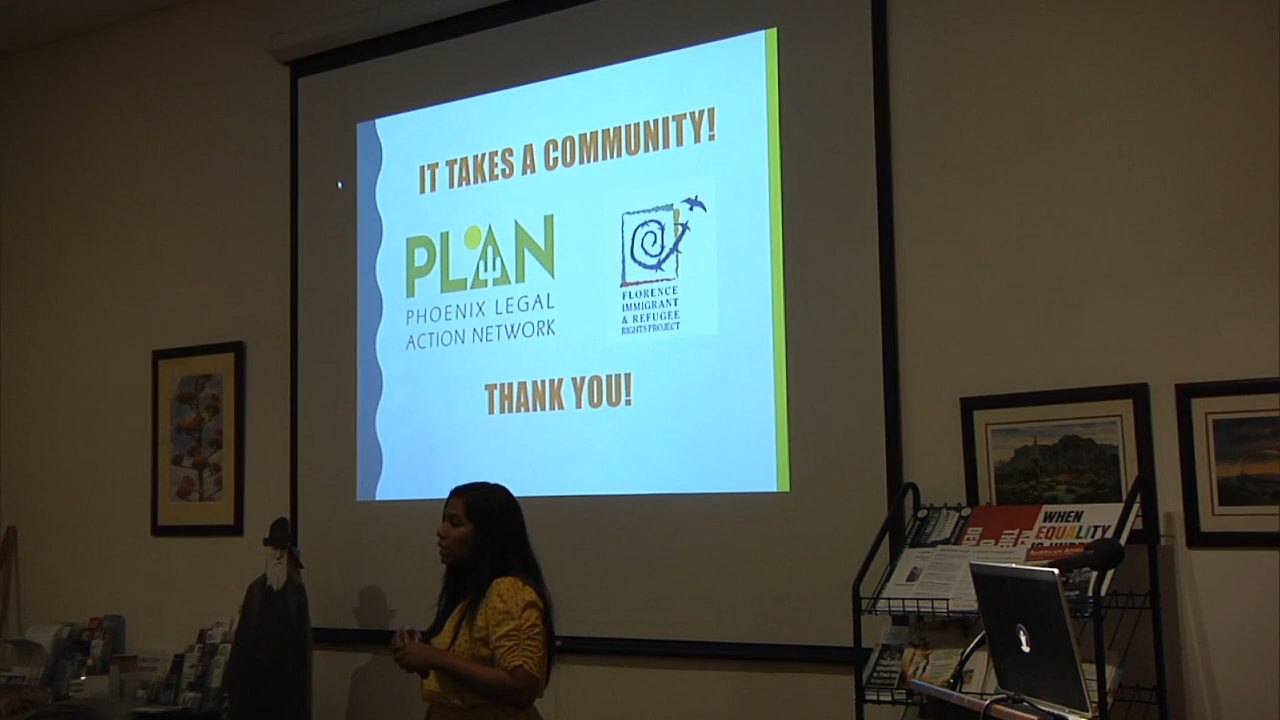 IT TAKES A COMMUNITY!
PLAN
PHOENIX LEGAL
ACTION NETWORK
FLORENCE
IMMIGRANT
& REFUGEE
RIGHTS PROJECT
THANK YOU!
WHEN
EQUALITY